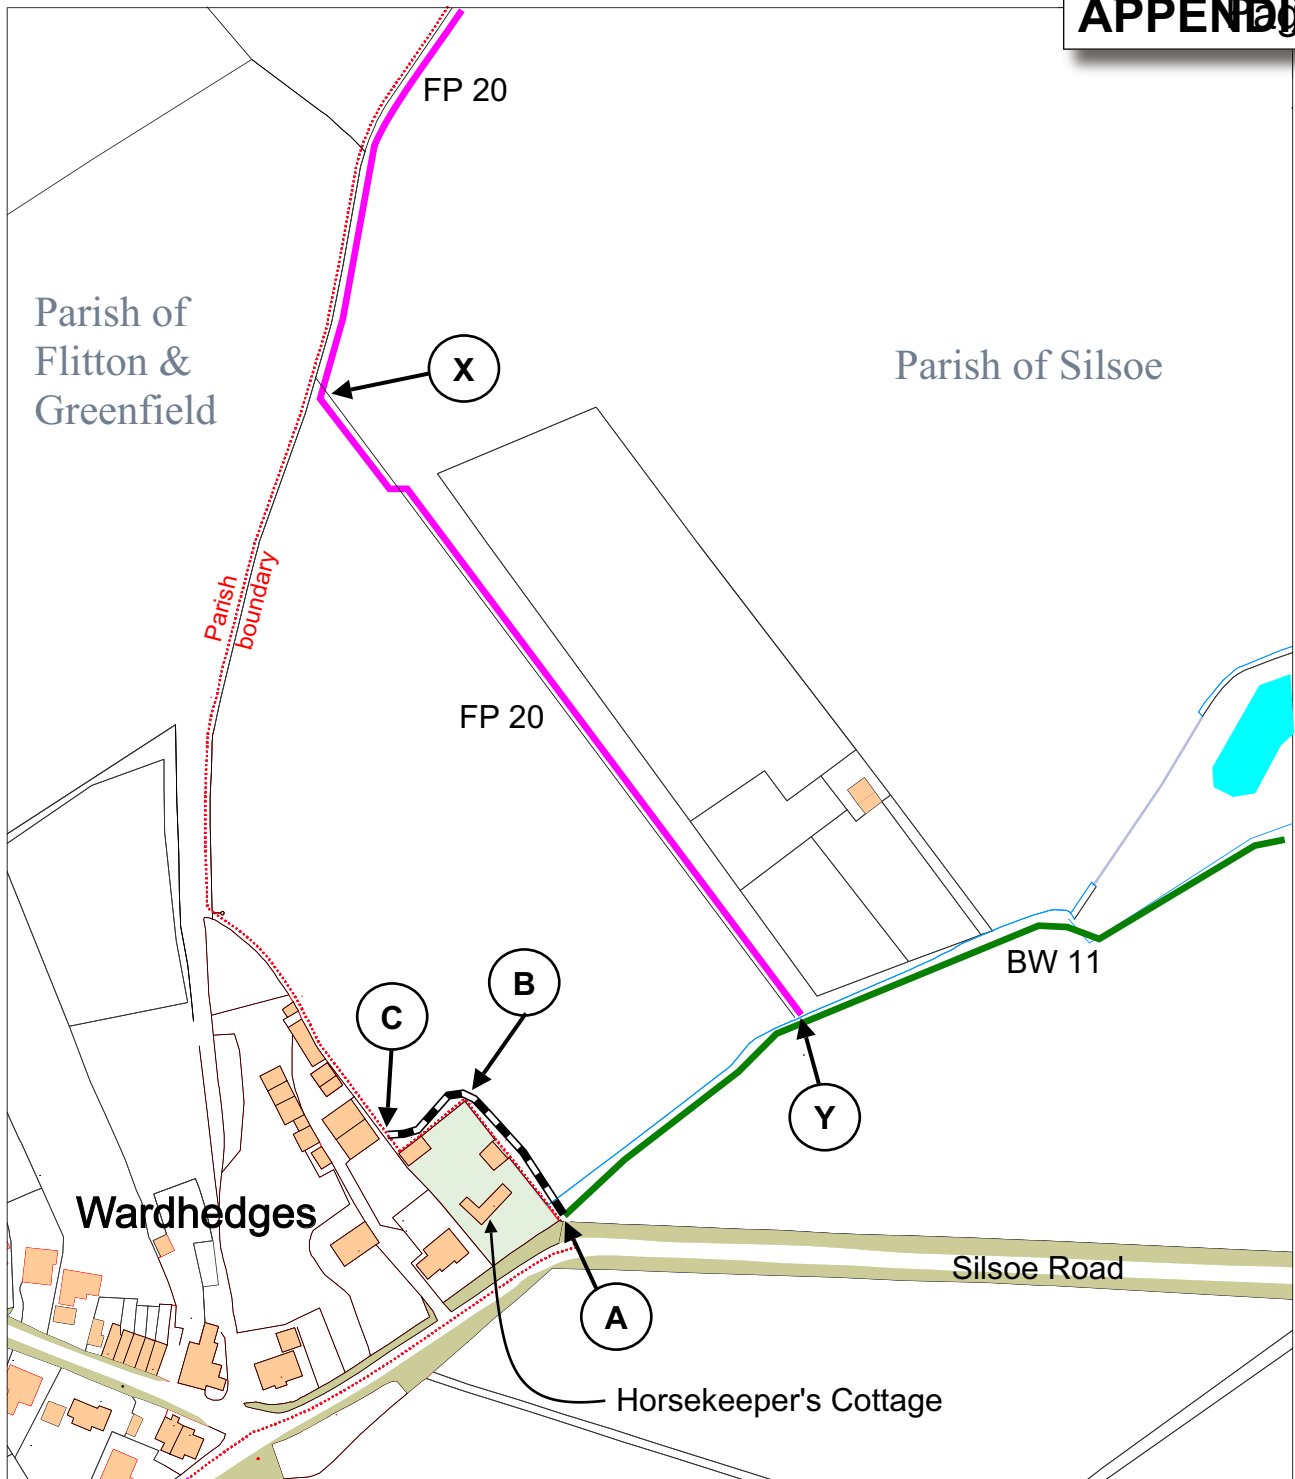 APPENDI
FP 20
Parish of
Flitton &
Greenfield
X
Parish of Silsoe
Parish
boundary
FP 20
BW 11
B
C
Y
Wardhedges
Silsoe Road
A
Horsekeeper's Cottage